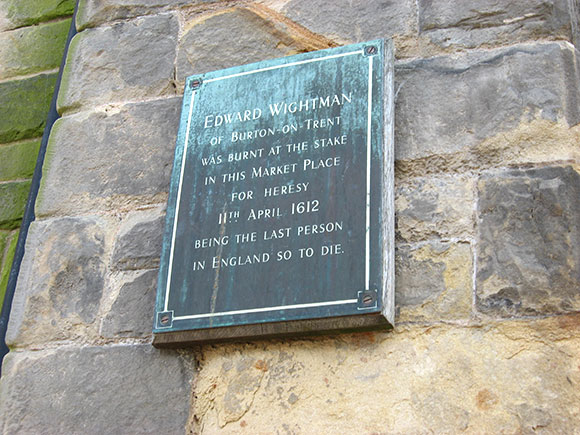 Edward Wightman
of Burton-on-Trent
was burnt at the stake
in this Market Place
for heresy
11th April 1612
being the last person
in England so to die.